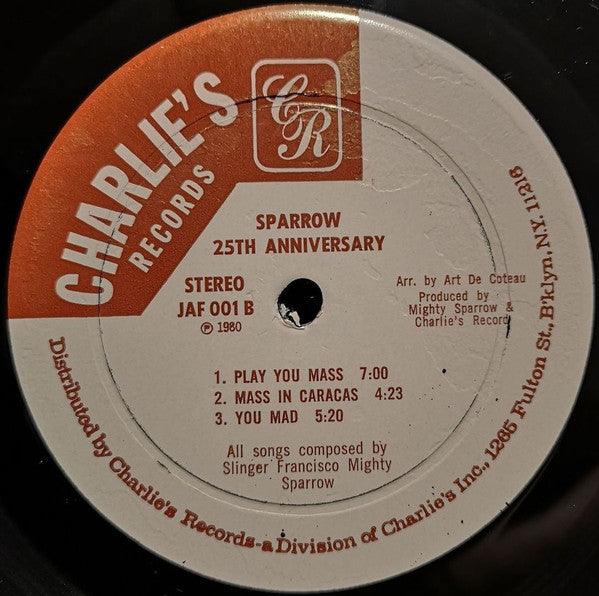 CHARLIE'S
RECORDS
CR
SPARROW
25TH ANNIVERSARY
STEREO
JAF 001 B
℗ 1980
Arr. by Art De Coteau
Produced by
Mighty Sparrow &
Charlie's Record
1. PLAY YOU MASS 7:00
2. MASS IN CARACAS 4:23
3. YOU MAD 5:20
All songs composed by
Slinger Francisco Mighty
Sparrow
Distributed by Charlie's Records-a Division of Charlie's Inc., 1265 Fulton St., B'klyn, N.Y. 11216